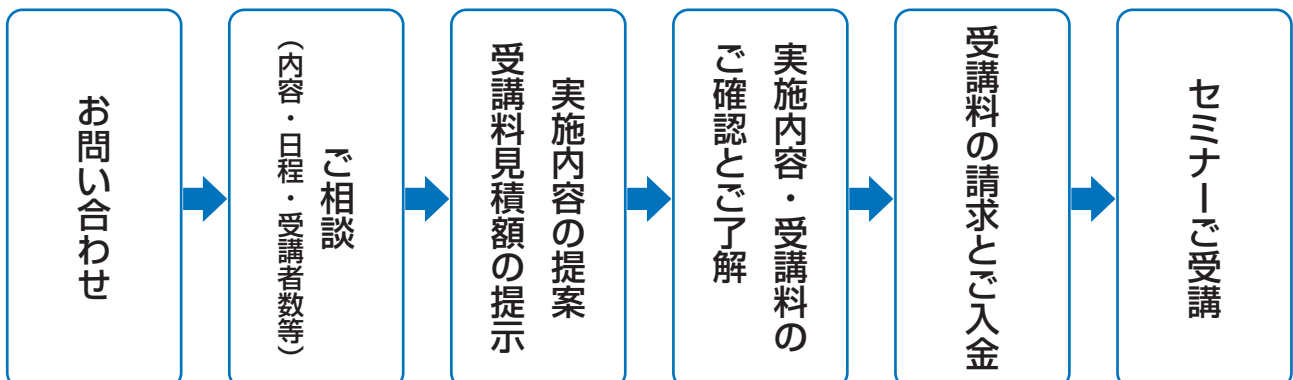 お問い合わせ
ご相談
（内容・日程・受講者数等）
実施内容の提案
受講料見積額の提示
実施内容・受講料の
ご確認とご了解
受講料の請求とご入金
セミナーご受講